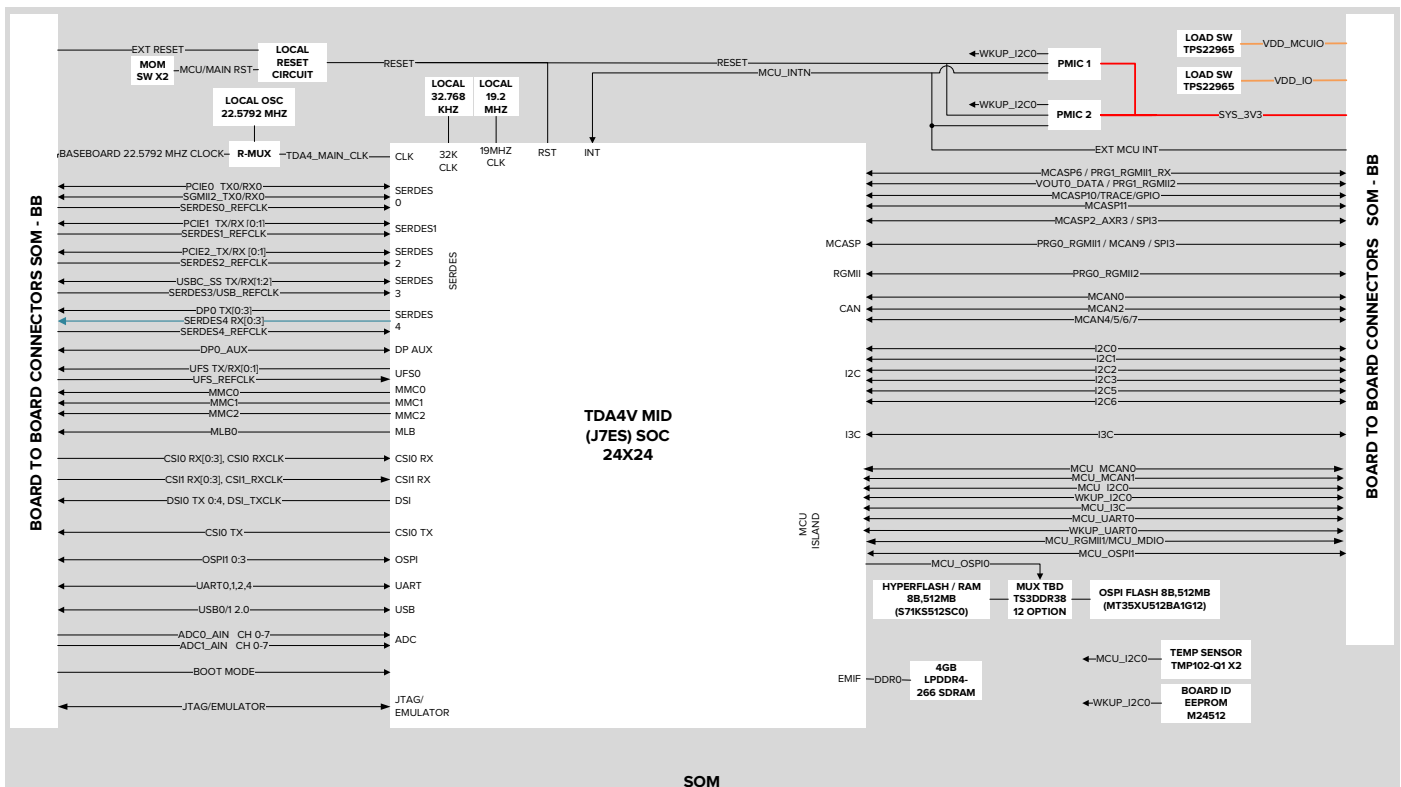 EXT RESET
LOCAL
RESET
CIRCUIT
MOM
SW X2
MCU/MAIN RST
RESET
LOCAL OSC
22.5792 MHZ
LOCAL
32.768
KHZ
LOCAL
19.2
MHZ
BASEBOARD 22.5792 MHZ CLOCK
R-MUX
TDA4_MAIN_CLK
CLK
32K
CLK
19MHZ
CLK
RST
INT
RESET
MCU_INTN
WKUP_I2C0
PMIC 1
WKUP_I2C0
PMIC 2
LOAD SW
TPS22965
VDD_MCUIO
LOAD SW
TPS22965
VDD_IO
SYS_3V3
EXT MCU INT
BOARD TO BOARD CONNECTORS SOM - BB
PCIE0 TX0/RX0
SGMII2_TX0/RX0
SERDES0_REFCLK
SERDES
0
PCIE1 TX/RX [0:1]
SERDES1_REFCLK
SERDES1
PCIE2_TX/RX [0:1]
SERDES2_REFCLK
SERDES
2
SERDES
USBC_SS TX/RX[1:2]
SERDES3/USB_REFCLK
SERDES
3
DP0 TX[0:3]
SERDES4 RX[0:3]
SERDES4_REFCLK
SERDES
4
DP0_AUX
DP AUX
UFS TX/RX[0:1]
UFS_REFCLK
UFS0
MMC0
MMC0
MMC1
MMC1
MMC2
MMC2
MLB0
MLB
CSI0 RX[0:3], CSI0 RXCLK
CSI0 RX
CSI1 RX[0:3], CSI1_RXCLK
CSI1 RX
DSI0 TX 0:4, DSI_TXCLK
DSI
CSI0 TX
CSI0 TX
OSPI1 0:3
OSPI
UART0,1,2,4
UART
USB0/1 2.0
USB
ADC0_AIN CH 0-7
ADC1_AIN CH 0-7
ADC
BOOT MODE
JTAG/EMULATOR
JTAG/
EMULATOR
TDA4V MID
(J7ES) SOC
24X24
MCASP6 / PRG1_RGMII1_RX
VOUT0_DATA / PRG1_RGMII2
MCASP10/TRACE/GPIO
MCASP11
MCASP2_AXR3 / SPI3
MCASP
PRG0_RGMII1 / MCAN9 / SPI3
RGMII
PRG0_RGMII2
CAN
MCAN0
MCAN2
MCAN4/5/6/7
I2C
I2C0
I2C1
I2C2
I2C3
I2C5
I2C6
I3C
I3C
MCU
ISLAND
MCU_MCAN0
MCU_MCAN1
MCU_I2C0
WKUP_I2C0
MCU_I3C
MCU_UART0
WKUP_UART0
MCU_RGMII1/MCU_MDIO
MCU_OSPI1
MCU_OSPI0
HYPERFLASH / RAM
8B,512MB
(S71KS512SC0)
MUX TBD
TS3DDR38
12 OPTION
OSPI FLASH 8B,512MB
(MT35XU512BA1G12)
MCU_I2C0
TEMP SENSOR
TMP102-Q1 X2
WKUP_I2C0
BOARD ID
EEPROM
M24512
EMIF
DDR0
4GB
LPDDR4-
266 SDRAM
BOARD TO BOARD CONNECTORS SOM - BB
SOM